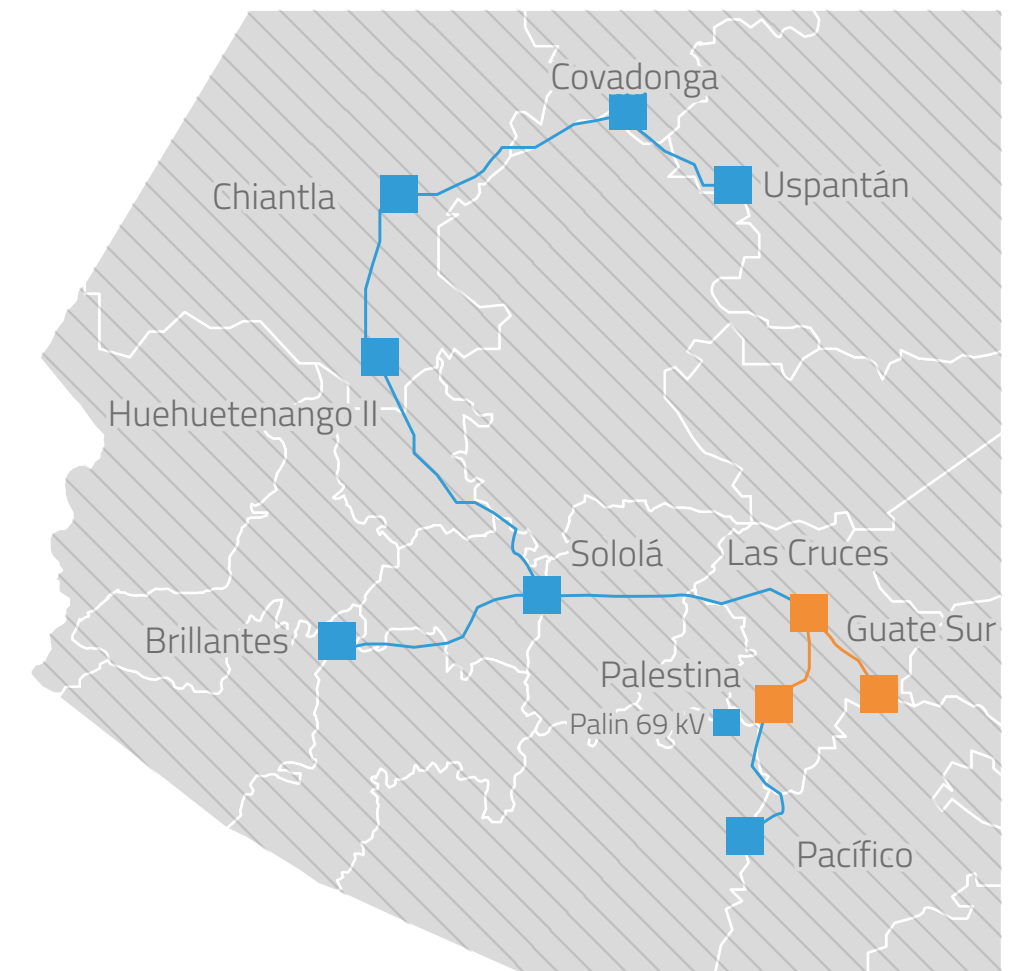 Covadonga
Chiantla
Uspantán
Huehuetenango II
Sololá
Las Cruces
Brillantes
Guate Sur
Palestina
Palin 69 kV
Pacífico